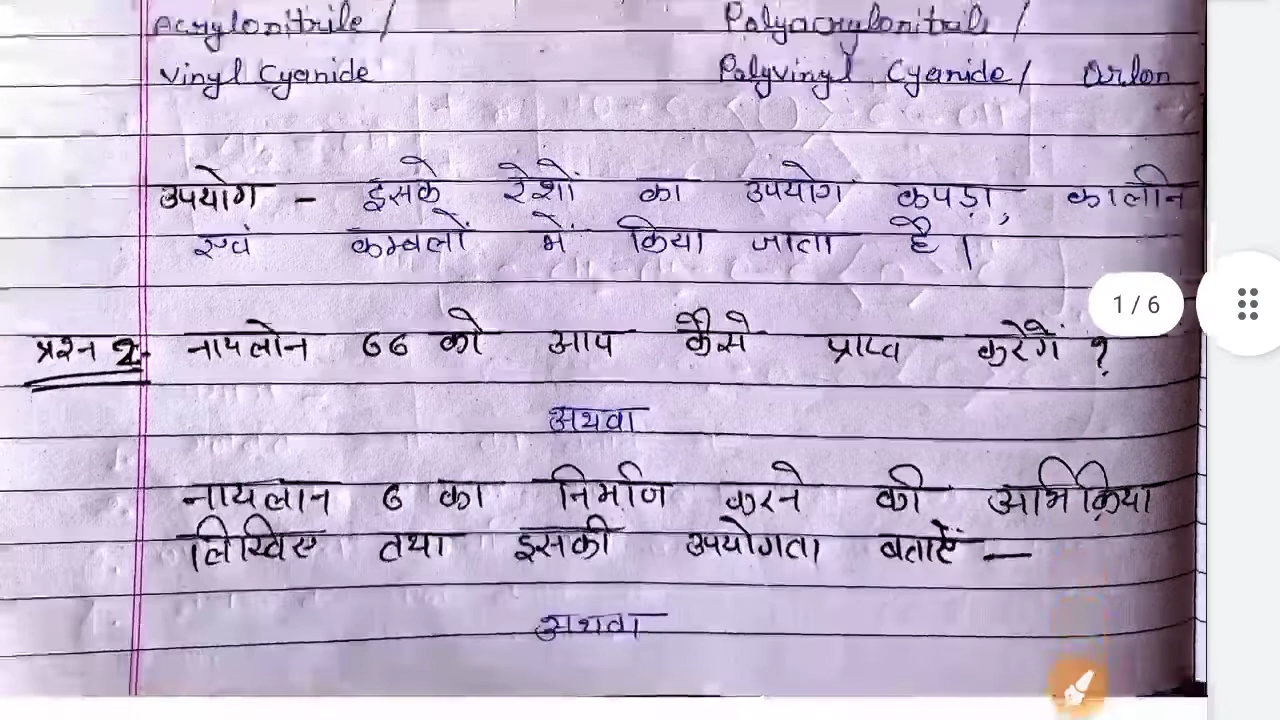 Acrylonitrile / Polyacrylonitrile /
Vinyl Cyanide Polyvinyl Cyanide / Orlon
उपयोग - इसके रेशों का उपयोग कपड़ा, कालीन
एवं कम्बलों में किया जाता है।
1 / 6
प्रश्न 2- नायलोन 66 को आप कैसे प्राप्त करेगें ?
अथवा
नायलान 6 का निर्माण करने की अभिक्रिया
लिखिए तथा इसकी उपयोगता बताएें —
अथवा